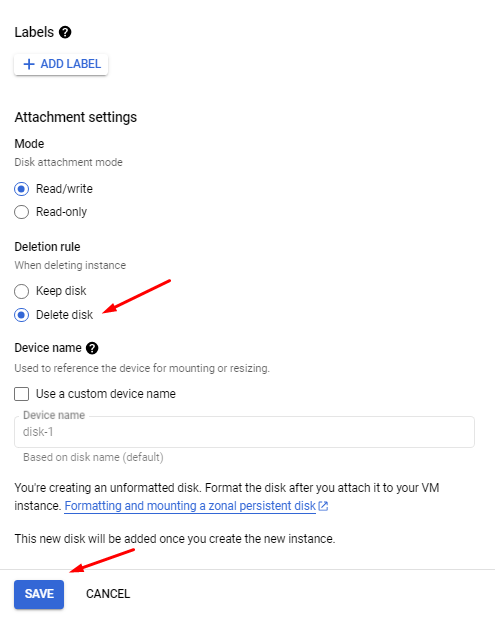 Labels ?
+ ADD LABEL
Attachment settings
Mode
Disk attachment mode
Read/write
Read-only
Deletion rule
When deleting instance
Keep disk
Delete disk
Device name ?
Used to reference the device for mounting or resizing.
Use a custom device name
Device name
disk-1
Based on disk name (default)
You're creating an unformatted disk. Format the disk after you attach it to your VM
instance. Formatting and mounting a zonal persistent disk
This new disk will be added once you create the new instance.
SAVE CANCEL